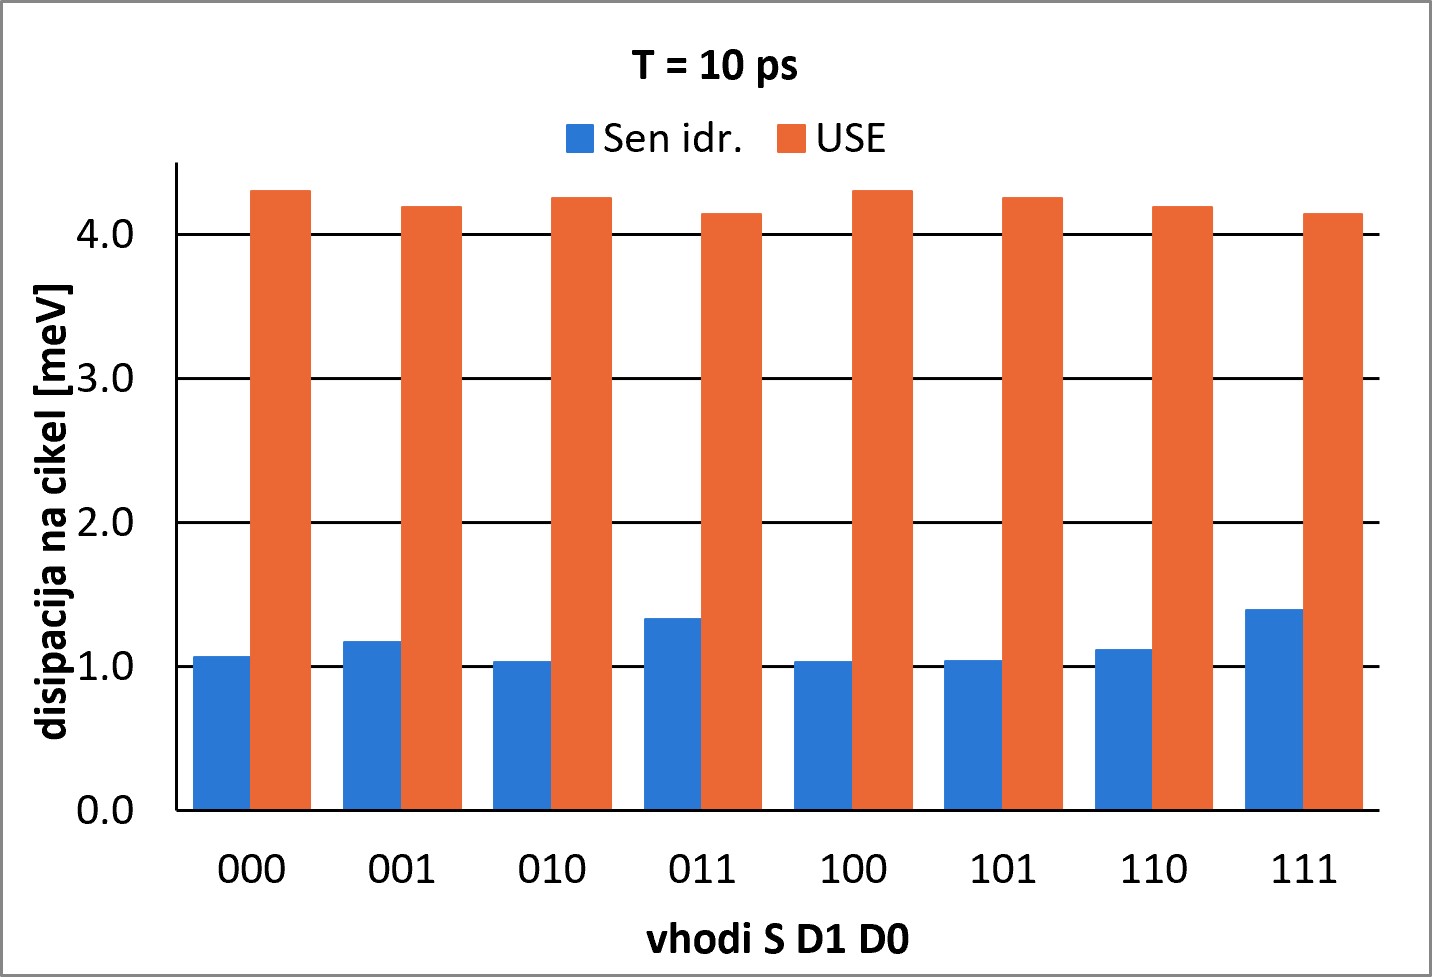 T = 10 ps
Sen idr. USE
disipacija na cikel [meV]
4.0
3.0
2.0
1.0
0.0
000 001 010 011 100 101 110 111
vhodi S D1 D0